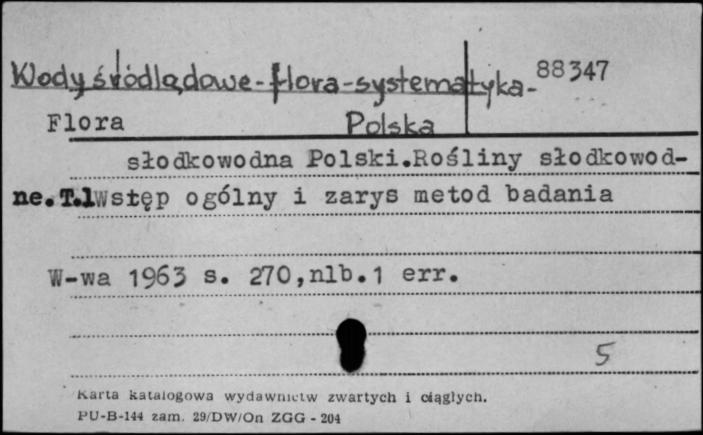 Wody śródlądowe-flora-systematyka- 88347
Flora Polska
słodkowodna Polski.Rośliny słodkowod-
ne.T.1Wstęp ogólny i zarys metod badania
W-wa 1963 s. 270,nlb.1 err.
5
Karta katalogowa wydawnictw zwartych i ciągłych.
PU-B-144 zam. 29/DW/On ZGG - 204